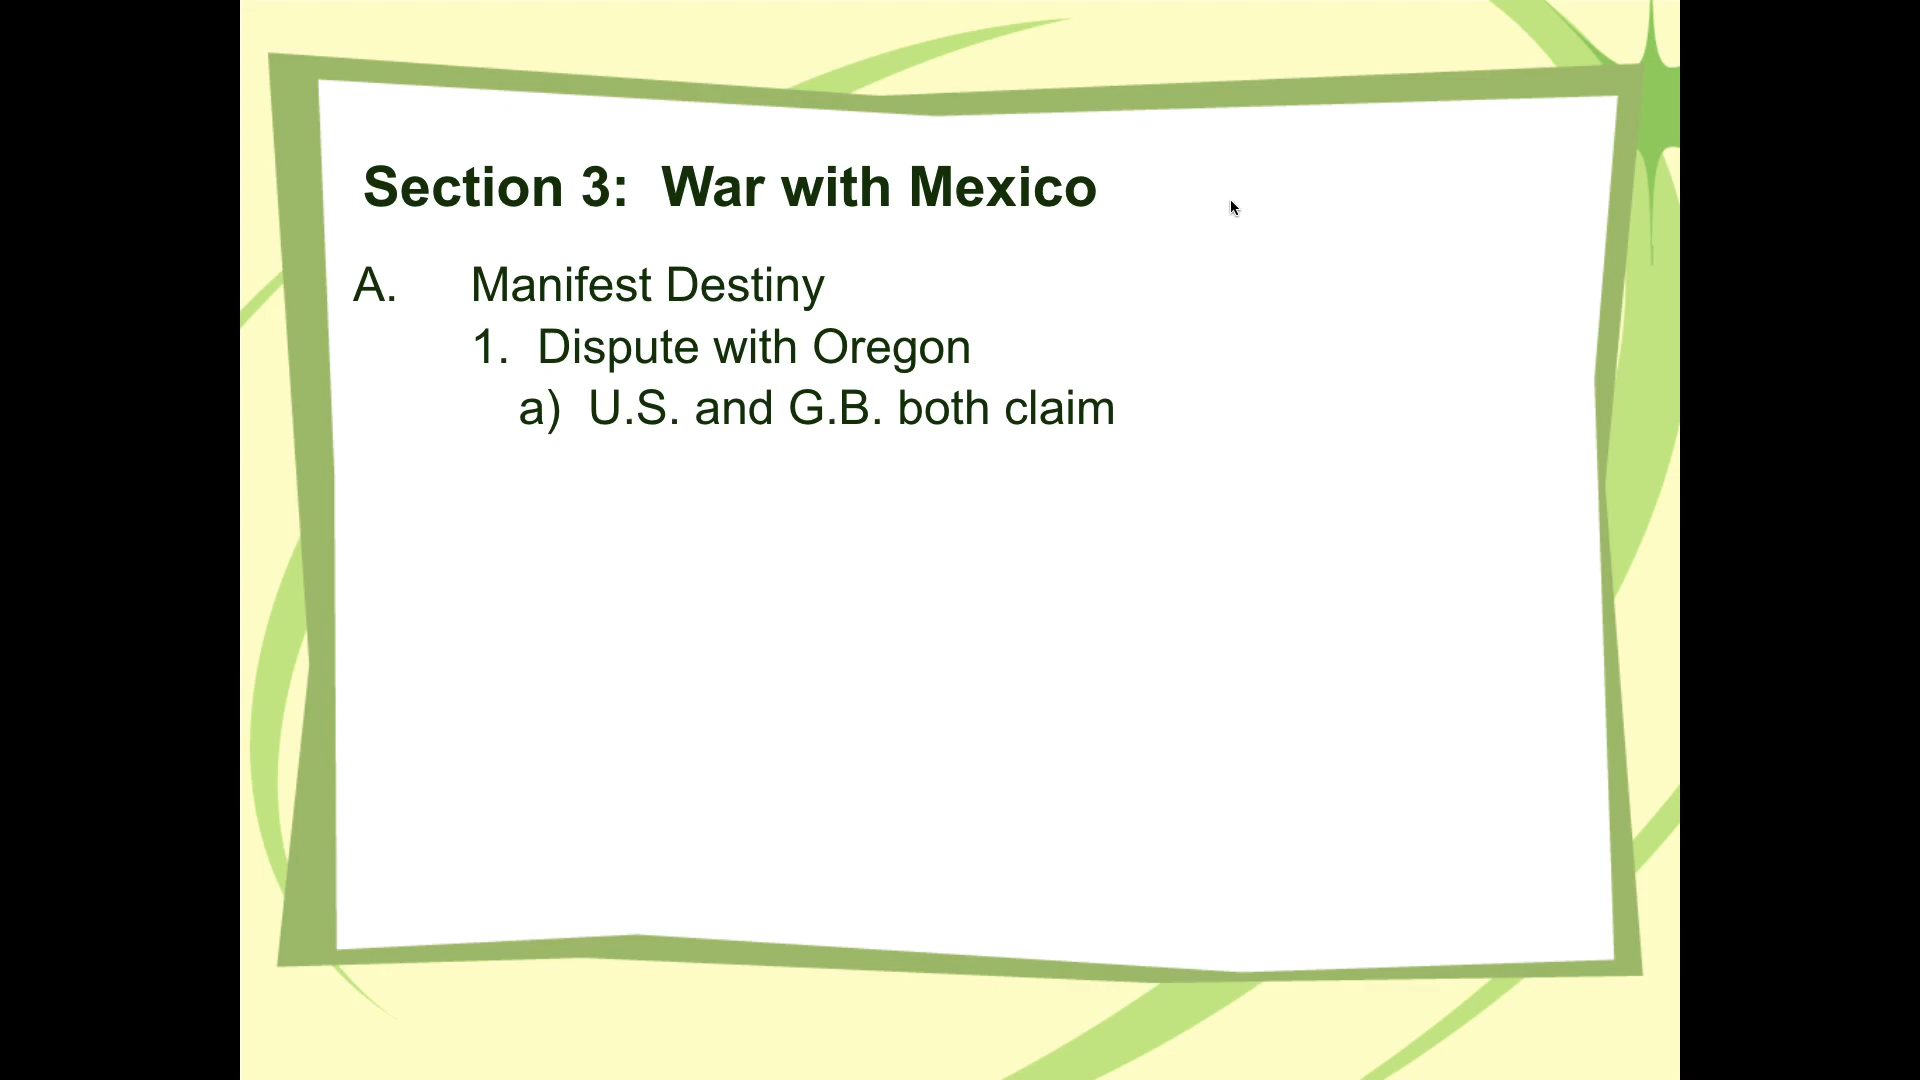 Section 3:  War with Mexico
A.	Manifest Destiny
1.  Dispute with Oregon
a)  U.S. and G.B. both claim